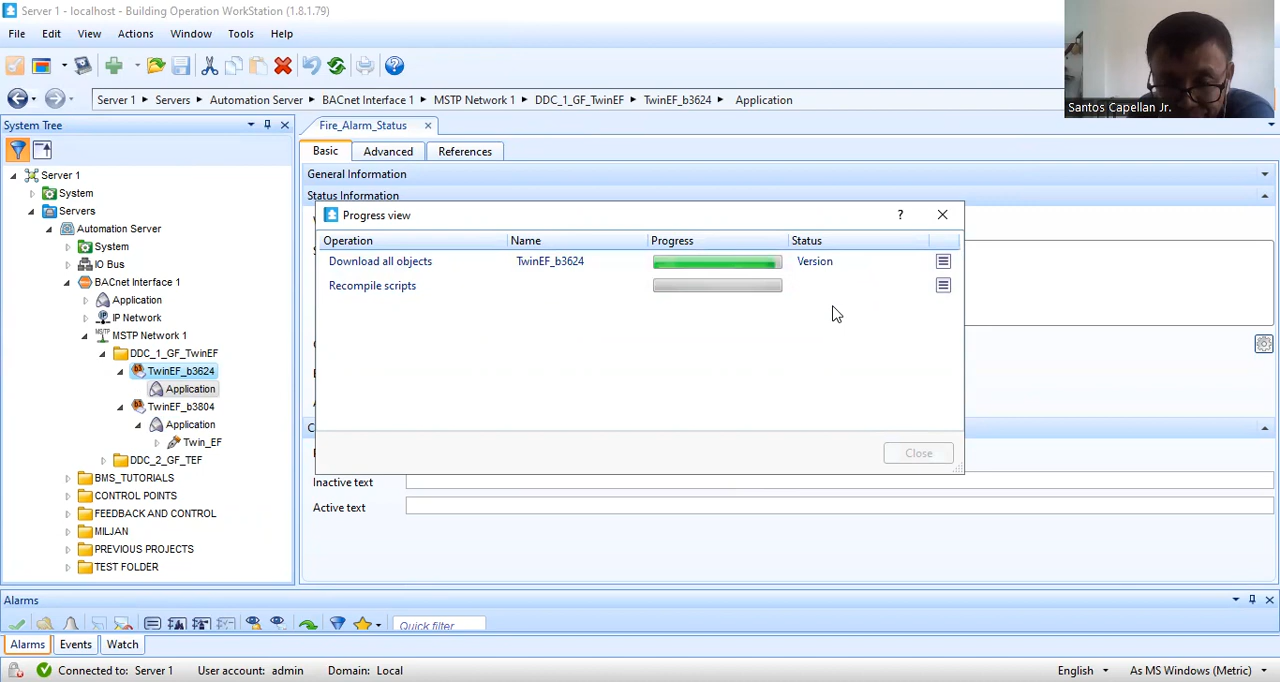 Server 1 - localhost - Building Operation WorkStation (1.8.1.79)
File Edit View Actions Window Tools Help
Santos Capellan Jr.
Server 1 Servers Automation Server BACnet Interface 1 MSTP Network 1 DDC_1_GF_TwinEF TwinEF_b3624 Application
System Tree
Fire_Alarm_Status
Basic Advanced References
General Information
Status Information
Server 1
System
Servers
Automation Server
System
IO Bus
BACnet Interface 1
Application
IP Network
MSTP Network 1
DDC_1_GF_TwinEF
TwinEF_b3624
Application
TwinEF_b3804
Application
Twin_EF
DDC_2_GF_TEF
BMS_TUTORIALS
CONTROL POINTS
FEEDBACK AND CONTROL
MILJAN
PREVIOUS PROJECTS
TEST FOLDER
Progress view
Operation Name Progress Status
Download all objects TwinEF_b3624 Version
Recompile scripts
Close
Inactive text
Active text
Alarms
Quick filter
Alarms Events Watch
Connected to: Server 1 User account: admin Domain: Local English As MS Windows (Metric)